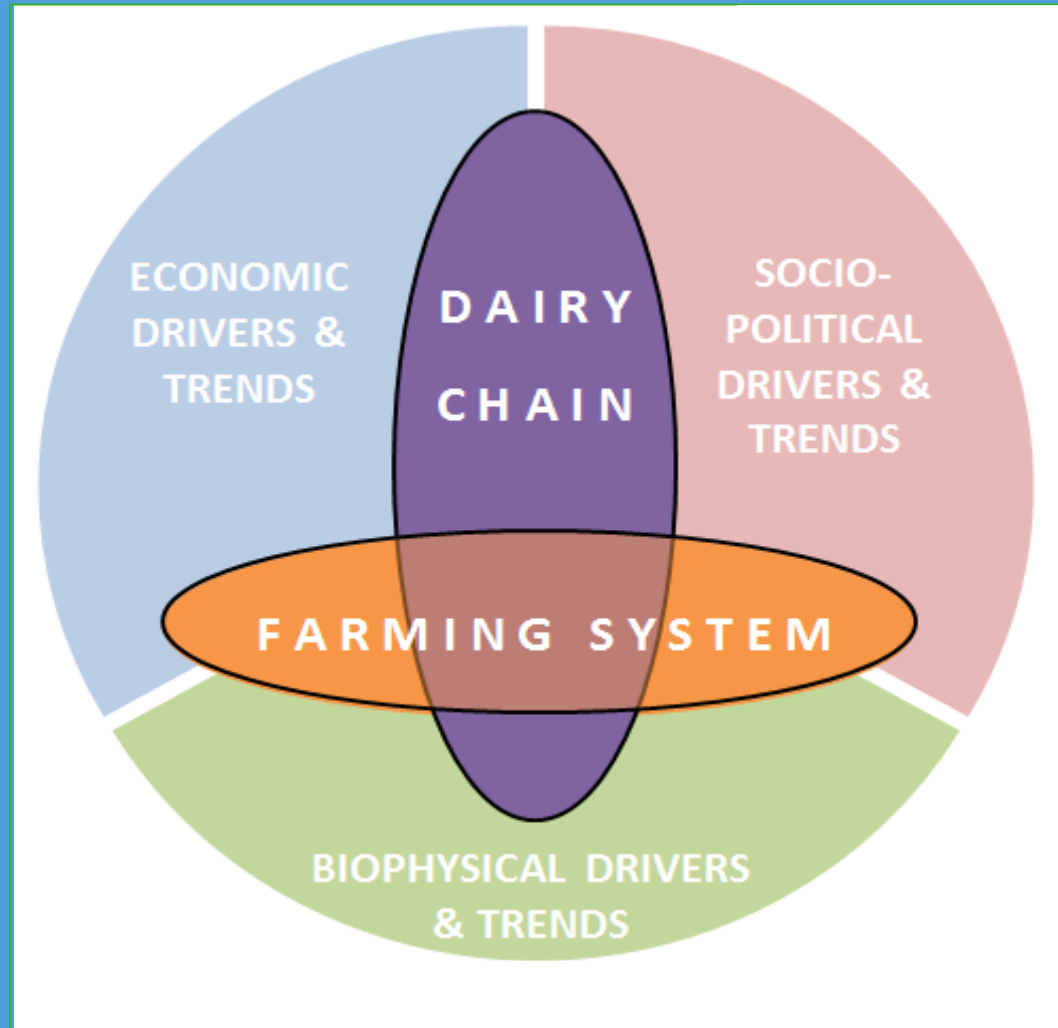 ECONOMIC
DRIVERS &
TRENDS
DAIRY
CHAIN
SOCIO-
POLITICAL
DRIVERS &
TRENDS
FARMING SYSTEM
BIOPHYSICAL DRIVERS
& TRENDS